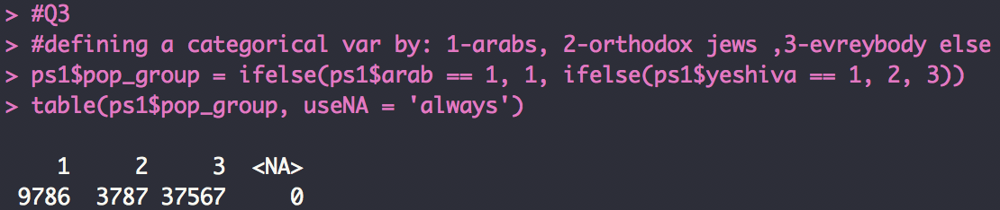 > #Q3
> #defining a categorical var by: 1-arabs, 2-orthodox jews ,3-evreybody else
> ps1$pop_group = ifelse(ps1$arab == 1, 1, ifelse(ps1$yeshiva == 1, 2, 3))
> table(ps1$pop_group, useNA = 'always')
1 2 3 <NA>
9786 3787 37567 0